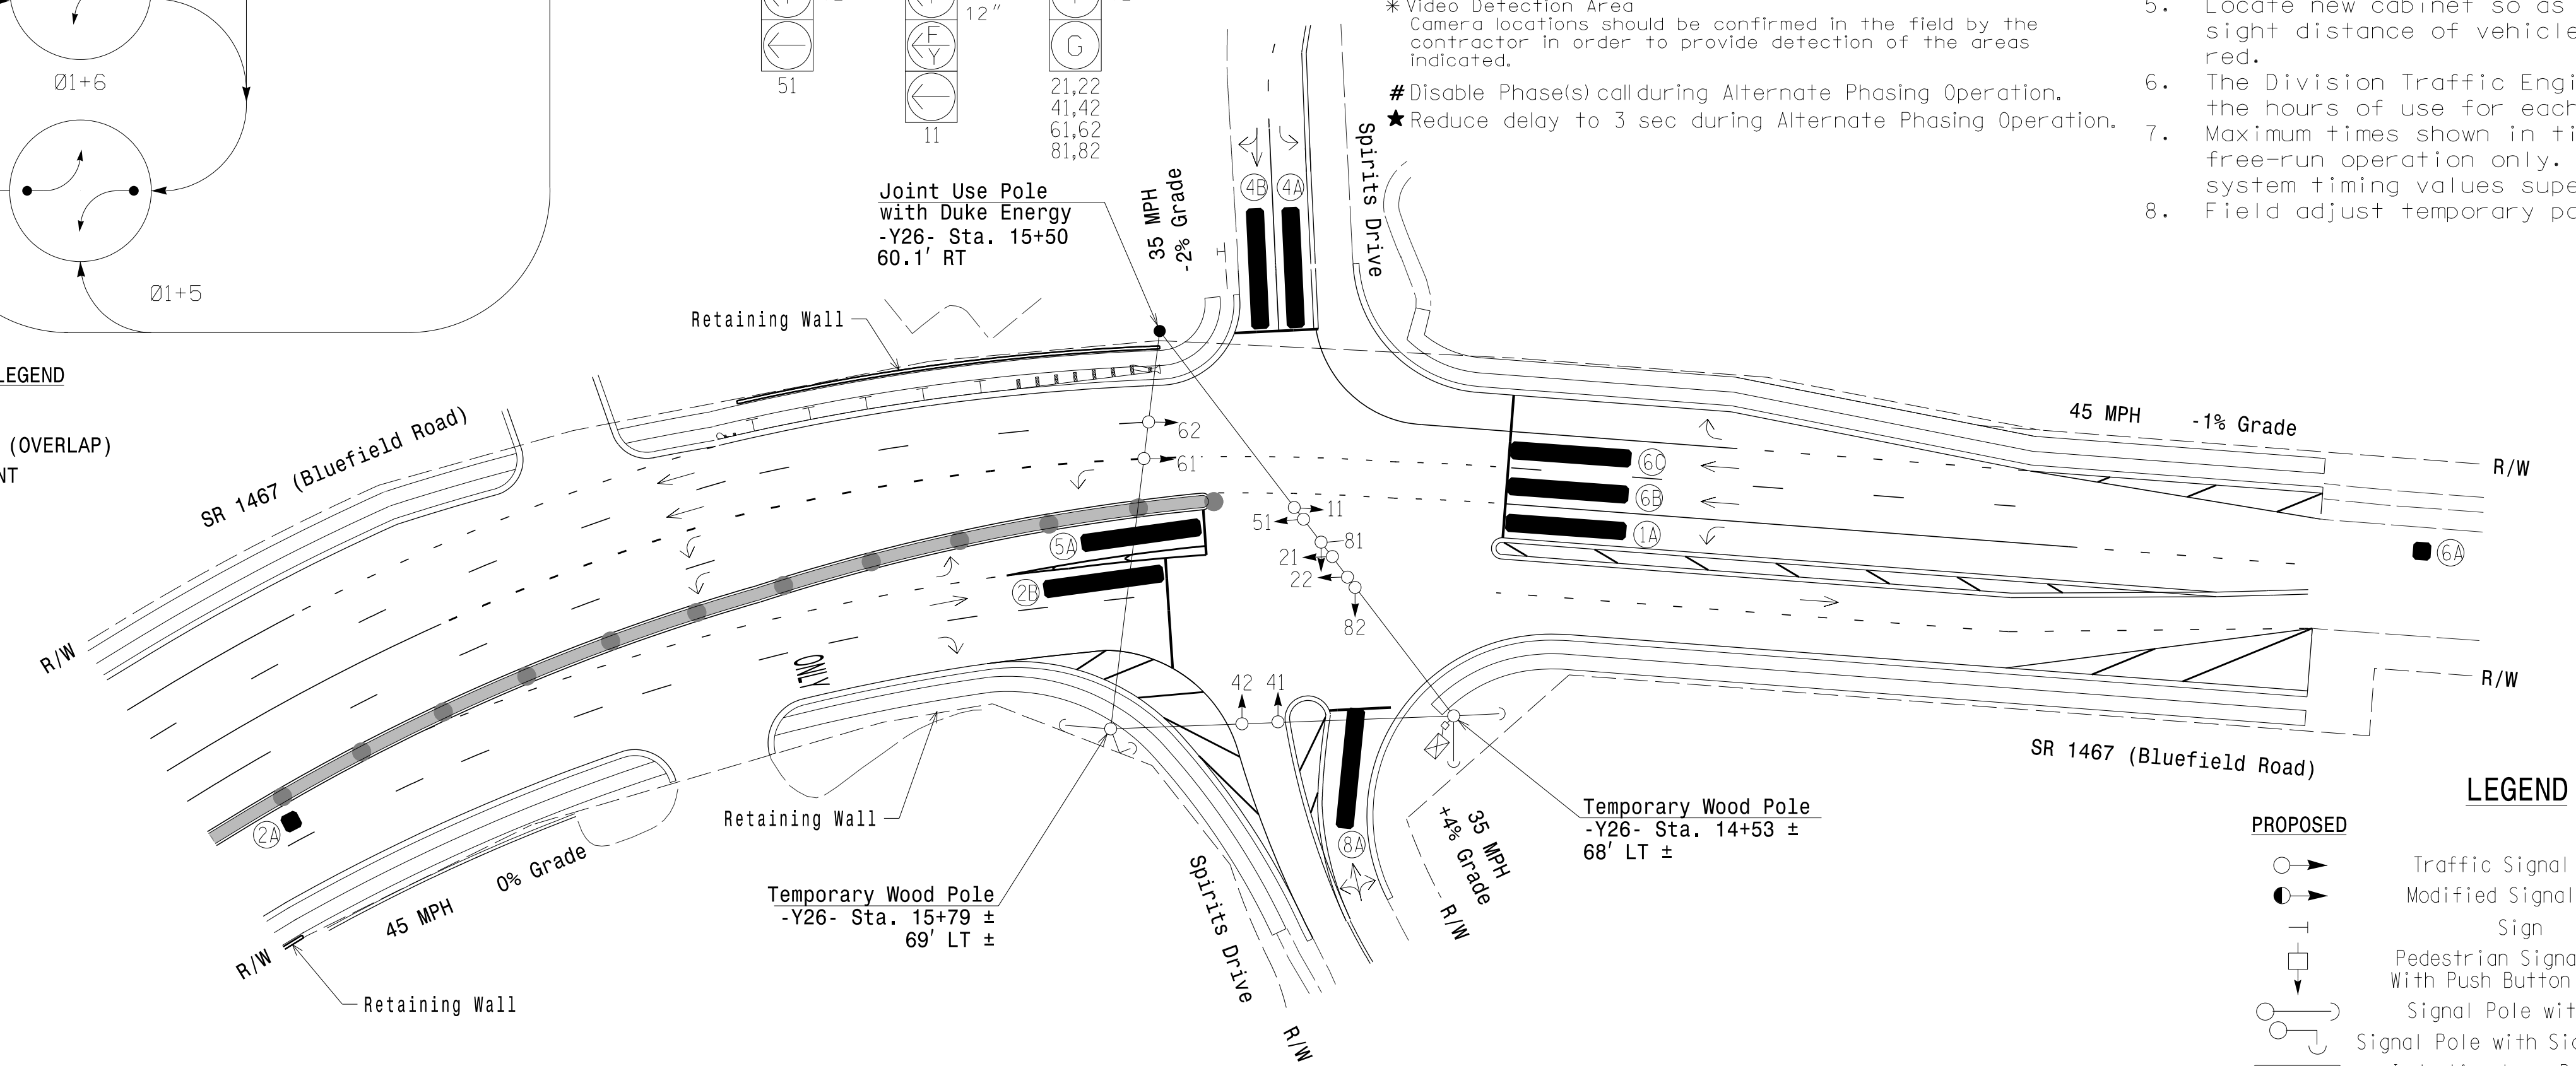 Ø1+6
Ø1+5
LEGEND
(OVERLAP)
51
12"
F
Y
11
G
21,22
41,42
61,62
81,82
* Video Detection Area
Camera locations should be confirmed in the field by the
contractor in order to provide detection of the areas
indicated.
# Disable Phase(s) call during Alternate Phasing Operation.
★ Reduce delay to 3 sec during Alternate Phasing Operation.
5. Locate new cabinet so as
sight distance of vehicle
red.
6. The Division Traffic Engi
the hours of use for each
7. Maximum times shown in ti
free-run operation only.
system timing values supe
8. Field adjust temporary po
Joint Use Pole
with Duke Energy
-Y26- Sta. 15+50
60.1' RT
35 MPH
-2% Grade
4B
4A
Spirits Drive
Retaining Wall
SR 1467 (Bluefield Road)
R/W
62
61
11
51
81
21
22
82
5A
2B
ONLY
6C
6B
1A
45 MPH -1% Grade
R/W
6A
R/W
SR 1467 (Bluefield Road)
42
41
8A
2A
Retaining Wall
0% Grade
45 MPH
R/W
Retaining Wall
Temporary Wood Pole
-Y26- Sta. 15+79 ±
69' LT ±
Spirits Drive
R/W
35 MPH
+4% Grade
R/W
Temporary Wood Pole
-Y26- Sta. 14+53 ±
68' LT ±
LEGEND
PROPOSED
Traffic Signal
Modified Signal
Sign
Pedestrian Signa
With Push Button
Signal Pole wit
Signal Pole with Sid